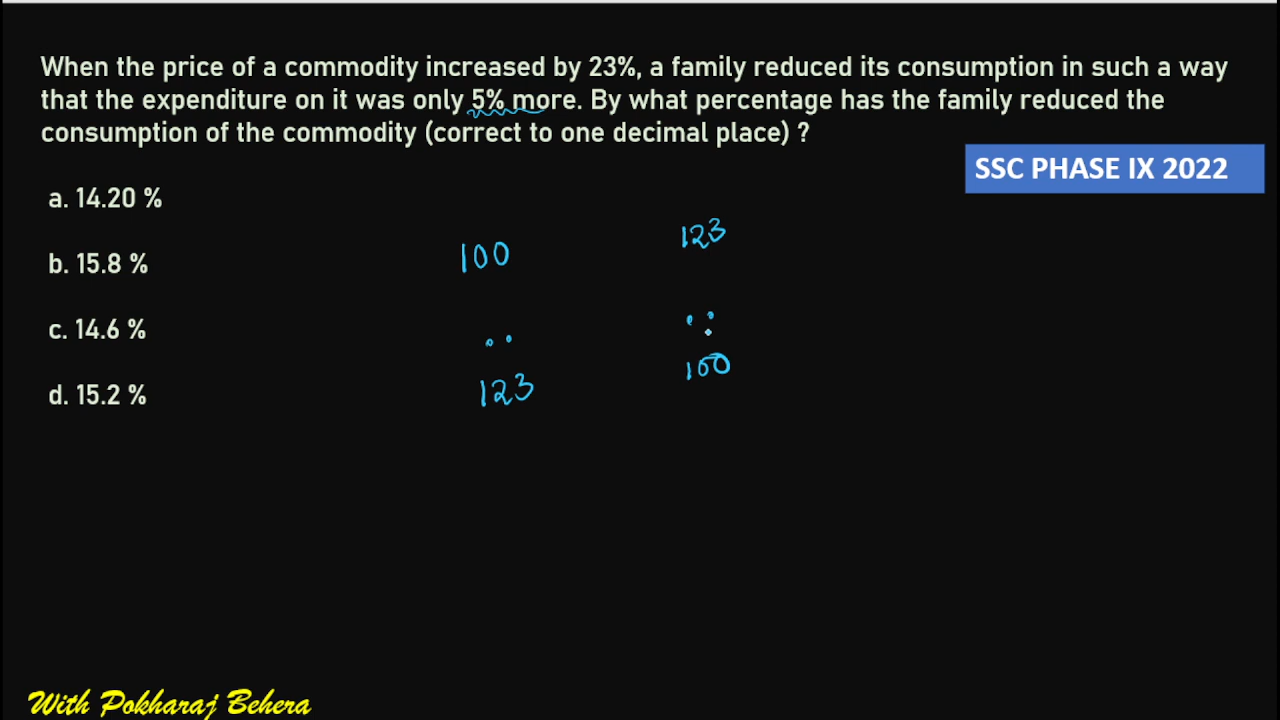 When the price of a commodity increased by 23%, a family reduced its consumption in such a way
that the expenditure on it was only 5% more. By what percentage has the family reduced the
consumption of the commodity (correct to one decimal place) ?
SSC PHASE IX 2022
a. 14.20 %
b. 15.8 %
c. 14.6 %
d. 15.2 %
100 123
123 100
With Pokharaj Behera